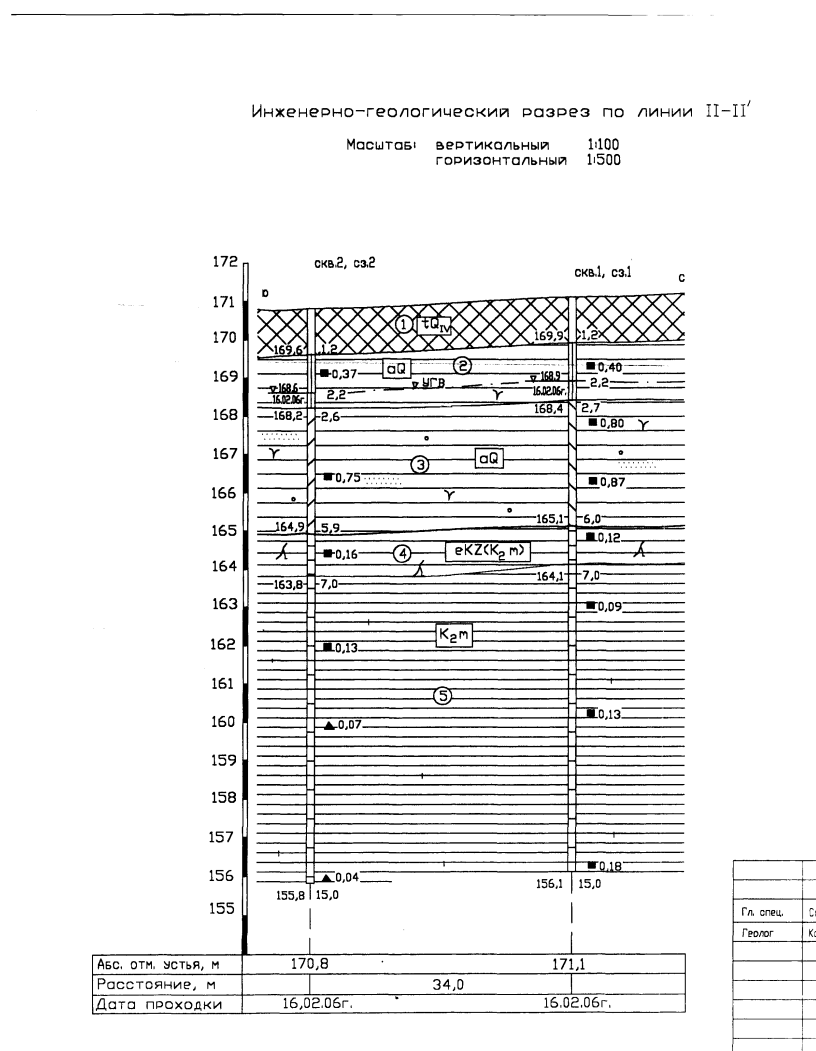 Инженерно-геологический разрез по линии II-II'
Масштаб: вертикальный 1:100
горизонтальный 1:500
172
скв.2, сз.2
скв.1, сз.1
с
ю
171
1 tQIV
170
169,6 1,2
169,9 1,2
2
aQ
0,37
0,40
169
УГВ
168,6
16.02.06г.
2,2
168,9
16.02.06г.
2,2
168
168,2 2,6
168,4 2,7
0,80
167
3 aQ
0,75
0,87
166
165,1 6,0
165
164,9 5,9
0,12
0,16
4 eKZ(K2m)
164
163,8 7,0
164,1 7,0
163
0,09
K2m
162
0,13
161
5
0,13
160
0,07
159
158
157
0,18
156
0,04
155,8 15,0
156,1 15,0
155
Гл. спец.
Геолог
Абс. отм. устья, м 170,8 171,1
Расстояние, м 34,0
Дата проходки 16,02.06г. 16.02.06г.